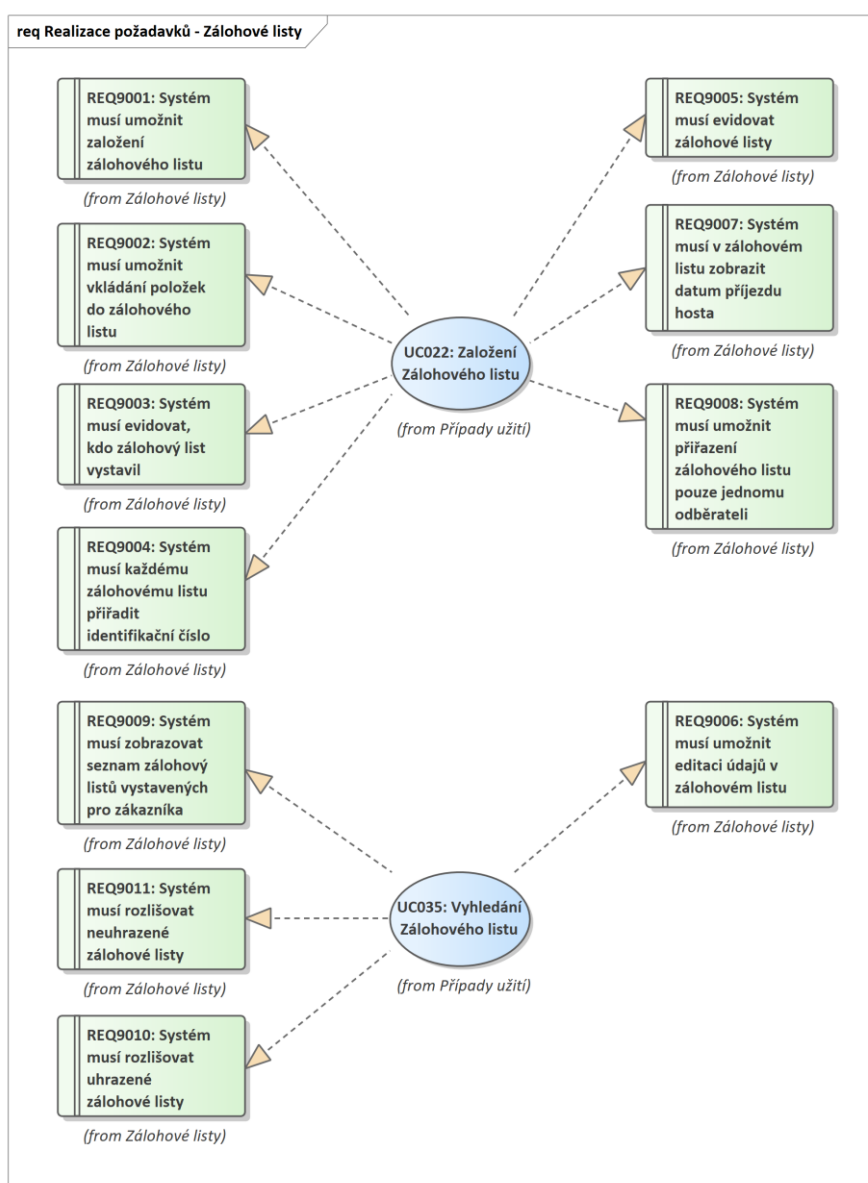 req Realizace požadavků - Zálohové listy
REQ9001: Systém
musí umožnit
založení
zálohového listu
(from Zálohové listy)
REQ9002: Systém
musí umožnit
vkládání položek
do zálohového
listu
(from Zálohové listy)
REQ9003: Systém
musí evidovat,
kdo zálohový list
vystavil
(from Zálohové listy)
REQ9004: Systém
musí každému
zálohovému listu
přiřadit
identifikační číslo
(from Zálohové listy)
UC022: Založení
Zálohového listu
(from Případy užití)
REQ9005: Systém
musí evidovat
zálohové listy
(from Zálohové listy)
REQ9007: Systém
musí v zálohovém
listu zobrazit
datum příjezdu
hosta
(from Zálohové listy)
REQ9008: Systém
musí umožnit
přiřazení
zálohového listu
pouze jednomu
odběrateli
(from Zálohové listy)
REQ9009: Systém
musí zobrazovat
seznam zálohový
listů vystavených
pro zákazníka
(from Zálohové listy)
REQ9011: Systém
musí rozlišovat
neuhrazené
zálohové listy
(from Zálohové listy)
REQ9010: Systém
musí rozlišovat
uhrazené
zálohové listy
(from Zálohové listy)
UC035: Vyhledání
Zálohového listu
(from Případy užití)
REQ9006: Systém
musí umožnit
editaci údajů v
zálohovém listu
(from Zálohové listy)